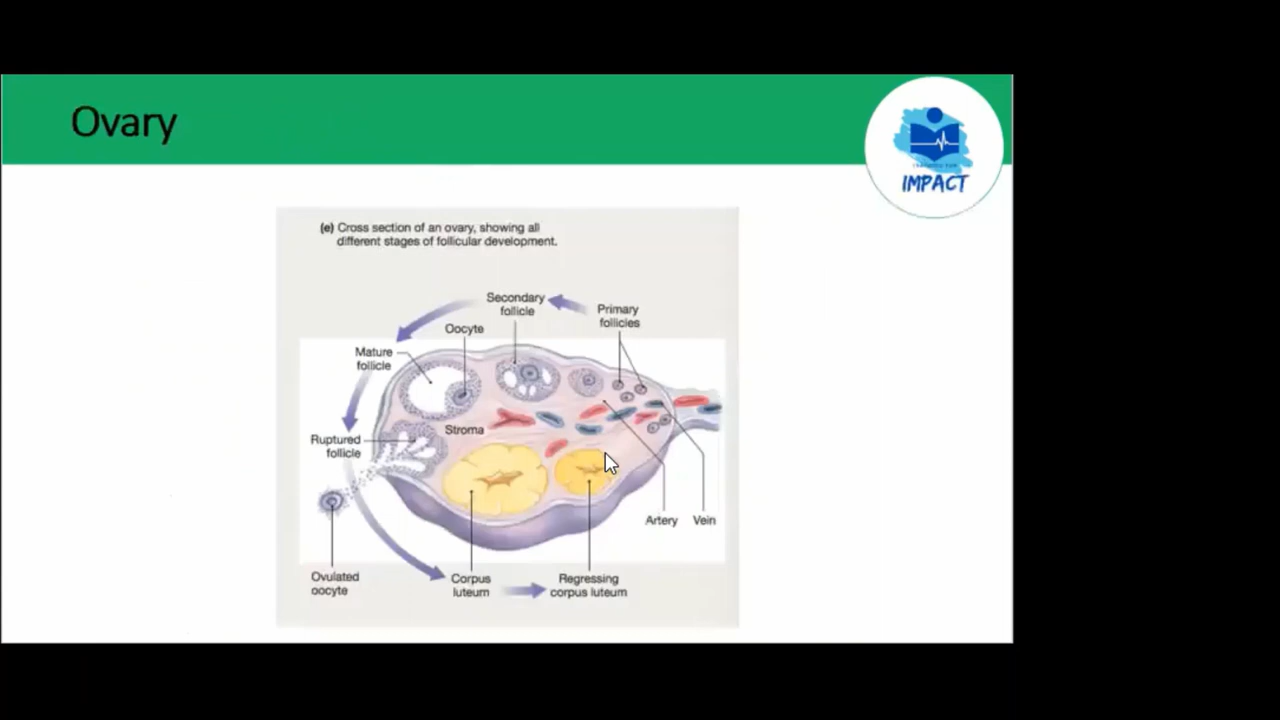 Ovary
IMPACT
(e) Cross section of an ovary, showing all
different stages of follicular development.
Secondary
follicle
Primary
follicies
Oocyte
Mature
follicle
Ruptured
follicle
Stroma
Artery
Vein
Ovulated
oocyte
Corpus
luteum
Regressing
corpus luteum